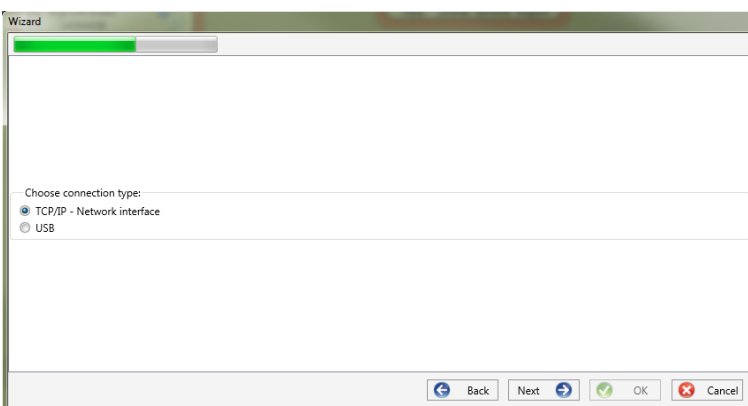 Wizard
Choose connection type:
TCP/IP - Network interface
USB
Back Next OK Cancel